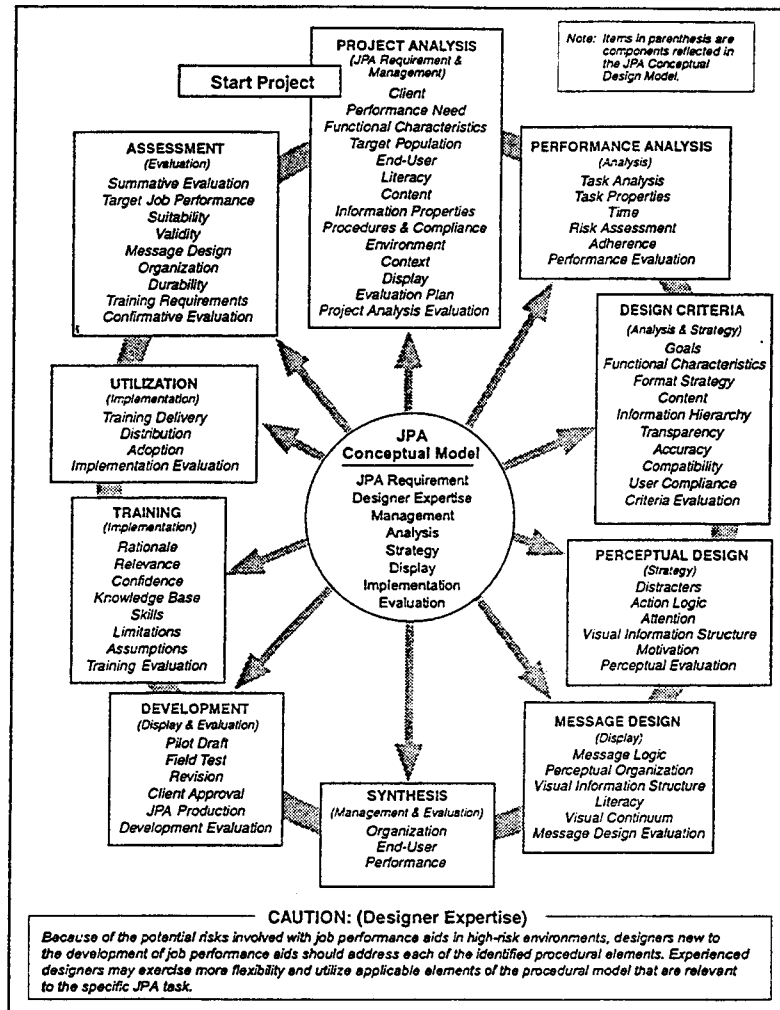 Note: Items in parenthesis are
components reflected in
the JPA Conceptual
Design Model.
Start Project
PROJECT ANALYSIS
(JPA Requirement &
Management)
Client
Performance Need
Functional Characteristics
Target Population
End-User
Literacy
Content
Information Properties
Procedures & Compliance
Environment
Context
Display
Evaluation Plan
Project Analysis Evaluation
PERFORMANCE ANALYSIS
(Analysis)
Task Analysis
Task Properties
Time
Risk Assessment
Adherence
Performance Evaluation
DESIGN CRITERIA
(Analysis & Strategy)
Goals
Functional Characteristics
Format Strategy
Content
Information Hierarchy
Transparency
Accuracy
Compatibility
User Compliance
Criteria Evaluation
PERCEPTUAL DESIGN
(Strategy)
Distracters
Action Logic
Attention
Visual Information Structure
Motivation
Perceptual Evaluation
MESSAGE DESIGN
(Display)
Message Logic
Perceptual Organization
Visual Information Structure
Literacy
Visual Continuum
Message Design Evaluation
SYNTHESIS
(Management & Evaluation)
Organization
End-User
Performance
DEVELOPMENT
(Display & Evaluation)
Pilot Draft
Field Test
Revision
Client Approval
JPA Production
Development Evaluation
TRAINING
(Implementation)
Rationale
Relevance
Confidence
Knowledge Base
Skills
Limitations
Assumptions
Training Evaluation
UTILIZATION
(Implementation)
Training Delivery
Distribution
Adoption
Implementation Evaluation
ASSESSMENT
(Evaluation)
Summative Evaluation
Target Job Performance
Suitability
Validity
Message Design
Organization
Durability
Training Requirements
Confirmative Evaluation
JPA
Conceptual Model
JPA Requirement
Designer Expertise
Management
Analysis
Strategy
Display
Implementation
Evaluation
CAUTION: (Designer Expertise)
Because of the potential risks involved with job performance aids in high-risk environments, designers new to
the development of job performance aids should address each of the identified procedural elements. Experienced
designers may exercise more flexibility and utilize applicable elements of the procedural model that are relevant
to the specific JPA task.